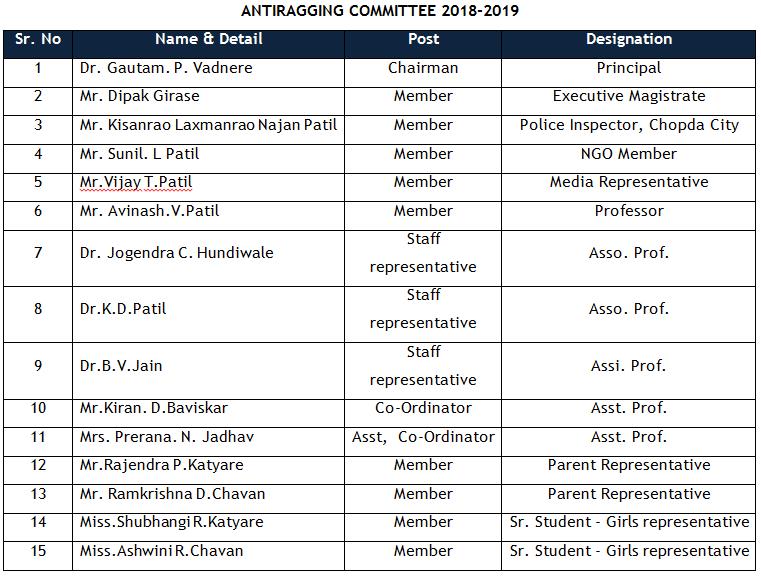 ANTIRAGGING COMMITTEE 2018-2019
Sr. No Name & Detail Post Designation
1 Dr. Gautam. P. Vadnere Chairman Principal
2 Mr. Dipak Girase Member Executive Magistrate
3 Mr. Kisanrao Laxmanrao Najan Patil Member Police Inspector, Chopda City
4 Mr. Sunil. L Patil Member NGO Member
5 Mr.Vijay T.Patil Member Media Representative
6 Mr. Avinash.V.Patil Member Professor
7 Dr. Jogendra C. Hundiwale Staff
representative Asso. Prof.
8 Dr.K.D.Patil Staff
representative Asso. Prof.
9 Dr.B.V.Jain Staff
representative Assi. Prof.
10 Mr.Kiran. D.Baviskar Co-Ordinator Asst. Prof.
11 Mrs. Prerana. N. Jadhav Asst, Co-Ordinator Asst. Prof.
12 Mr.Rajendra P.Katyare Member Parent Representative
13 Mr. Ramkrishna D.Chavan Member Parent Representative
14 Miss.Shubhangi R.Katyare Member Sr. Student - Girls representative
15 Miss.Ashwini R.Chavan Member Sr. Student - Girls representative